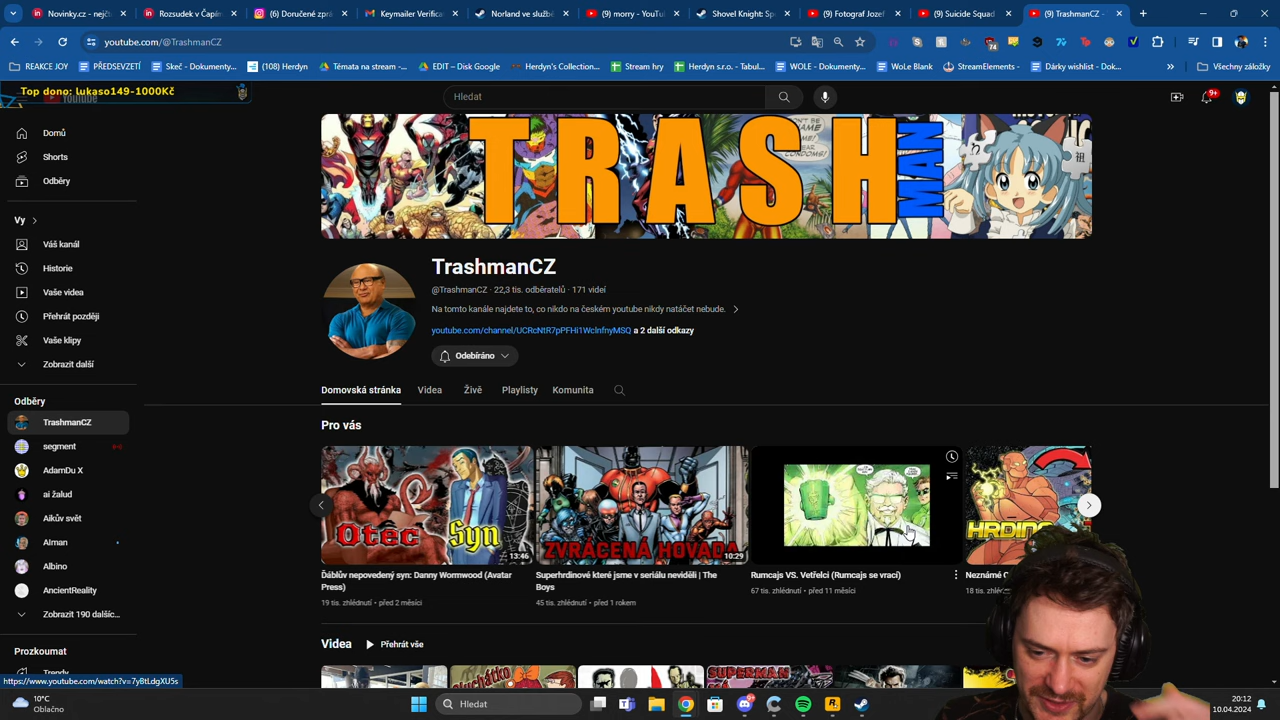 Novinky.cz - nejčt
Rozsudek v Čapín
(6) Doručené zprá
Keymailer Verifica
Norland ve službě
(9) morry - YouTu
Shovel Knight: Sp
(9) Fotograf Jozef
(9) Suicide Squad
(9) TrashmanCZ -
youtube.com/@TrashmanCZ
REAKCE JOY
PŘEDSEVZETÍ
Skeč - Dokumenty...
(108) Herdyn
Témata na stream -...
EDIT – Disk Google
Herdyn's Collection...
Stream hry
Herdyn s.r.o. - Tabul...
WOLE - Dokumenty...
WoLe Blank
StreamElements -
Dárky wishlist - Dok...
Všechny záložky
Top dono: lukaso149-1000Kč
Hledat
9+
Domů
Shorts
Odběry
Vy
Váš kanál
Historie
Vaše videa
Přehrát později
Vaše klipy
Zobrazit další
Odběry
TrashmanCZ
segment
AdamDu X
ai žalud
Aikův svět
Alman
Albino
AncientReality
Zobrazit 190 dalšíc...
Prozkoumat
Trendy
https://www.youtube.com/watch?v=7yBtLdgXU5s
TRASH
MAN
TrashmanCZ
@TrashmanCZ · 22,3 tis. odběratelů · 171 videí
Na tomto kanále najdete to, co nikdo na českém youtube nikdy natáčet nebude.
youtube.com/channel/UCRcNtR7pPFHi1WclnfnyMSQ a 2 další odkazy
Odebíráno
Domovská stránka
Videa
Živě
Playlisty
Komunita
Pro vás
Otec
Syn
13:46
ZVRÁCENÁ HOVADA
10:29
HRDINO
Ďáblův nepovedený syn: Danny Wormwood (Avatar
Press)
19 tis. zhlédnutí · před 2 měsíci
Superhrdinové které jsme v seriálu neviděli | The
Boys
45 tis. zhlédnutí · před 1 rokem
Rumcajs VS. Vetřelci (Rumcajs se vrací)
67 tis. zhlédnutí · před 11 měsíci
Neznámé
18 tis. zhlé
Videa
Přehrát vše
10°C
Oblačno
Hledat
20:12
10.04.2024